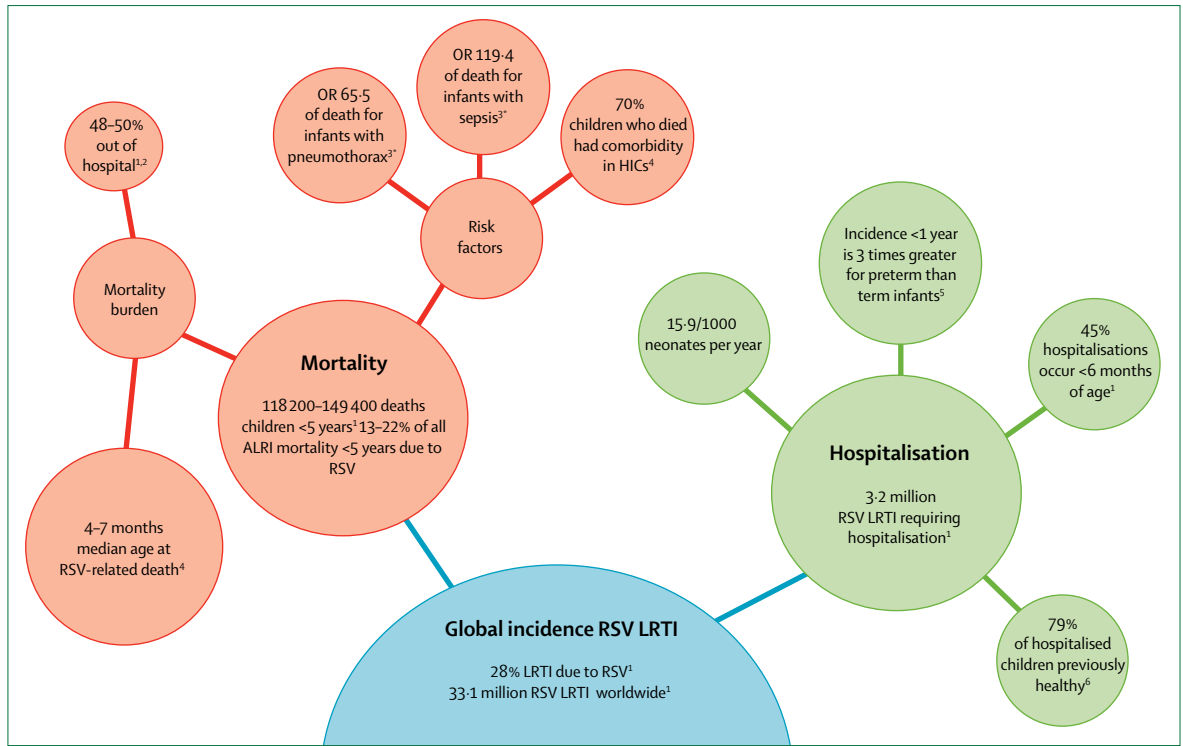 48–50%
out of
hospital¹,²
OR 65·5
of death for
infants with
pneumothorax³*
OR 119·4
of death for
infants with
sepsis³*
70%
children who died
had comorbidity
in HICs⁴
Risk
factors
Mortality
burden
Mortality
118 200–149 400 deaths
children <5 years¹ 13–22% of all
ALRI mortality <5 years due to
RSV
4–7 months
median age at
RSV-related death⁴
Incidence <1 year
is 3 times greater
for preterm than
term infants⁵
15·9/1000
neonates per year
45%
hospitalisations
occur <6 months
of age¹
Hospitalisation
3·2 million
RSV LRTI requiring
hospitalisation¹
79%
of hospitalised
children previously
healthy⁶
Global incidence RSV LRTI
28% LRTI due to RSV¹
33·1 million RSV LRTI worldwide¹